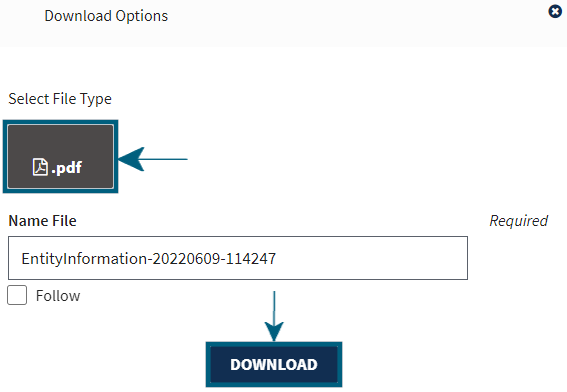 Download Options
Select File Type
.pdf
Name File Required
EntityInformation-20220609-114247
Follow
DOWNLOAD